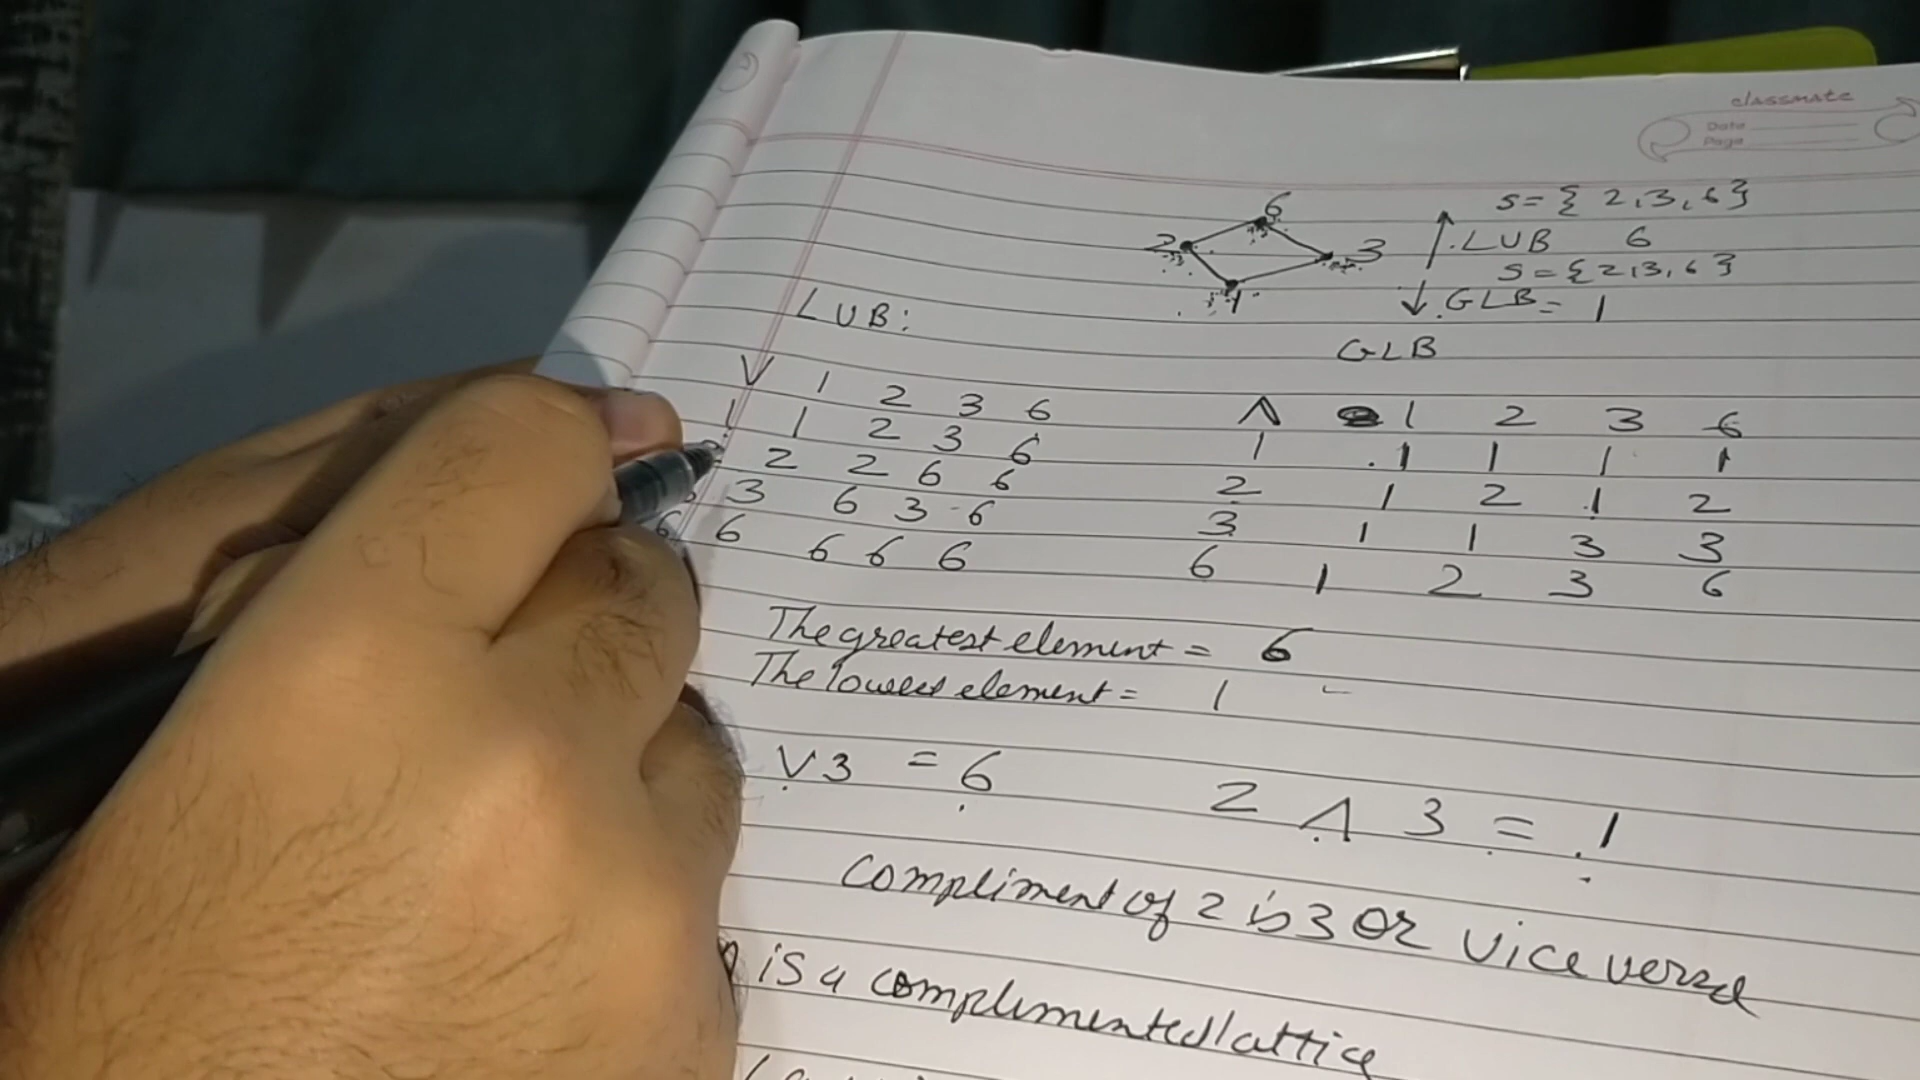 classmate
Date
Page
6
2 3
1
S = { 2, 3, 6 }
LUB 6
S = { 2, 3, 6 }
GLB = 1
LUB:
GLB
V 1 2 3 6
1 1 2 3 6
2 2 6 6
3 6 3 6
6 6 6 6 6
Λ 1 2 3 6
1 1 1 1 1
2 1 2 1 2
3 1 1 3 3
6 1 2 3 6
The greatest element = 6
The lowest element = 1
V 3 = 6 2 Λ 3 = 1
compliment of 2 is 3 or vice versa
is a complimented lattice